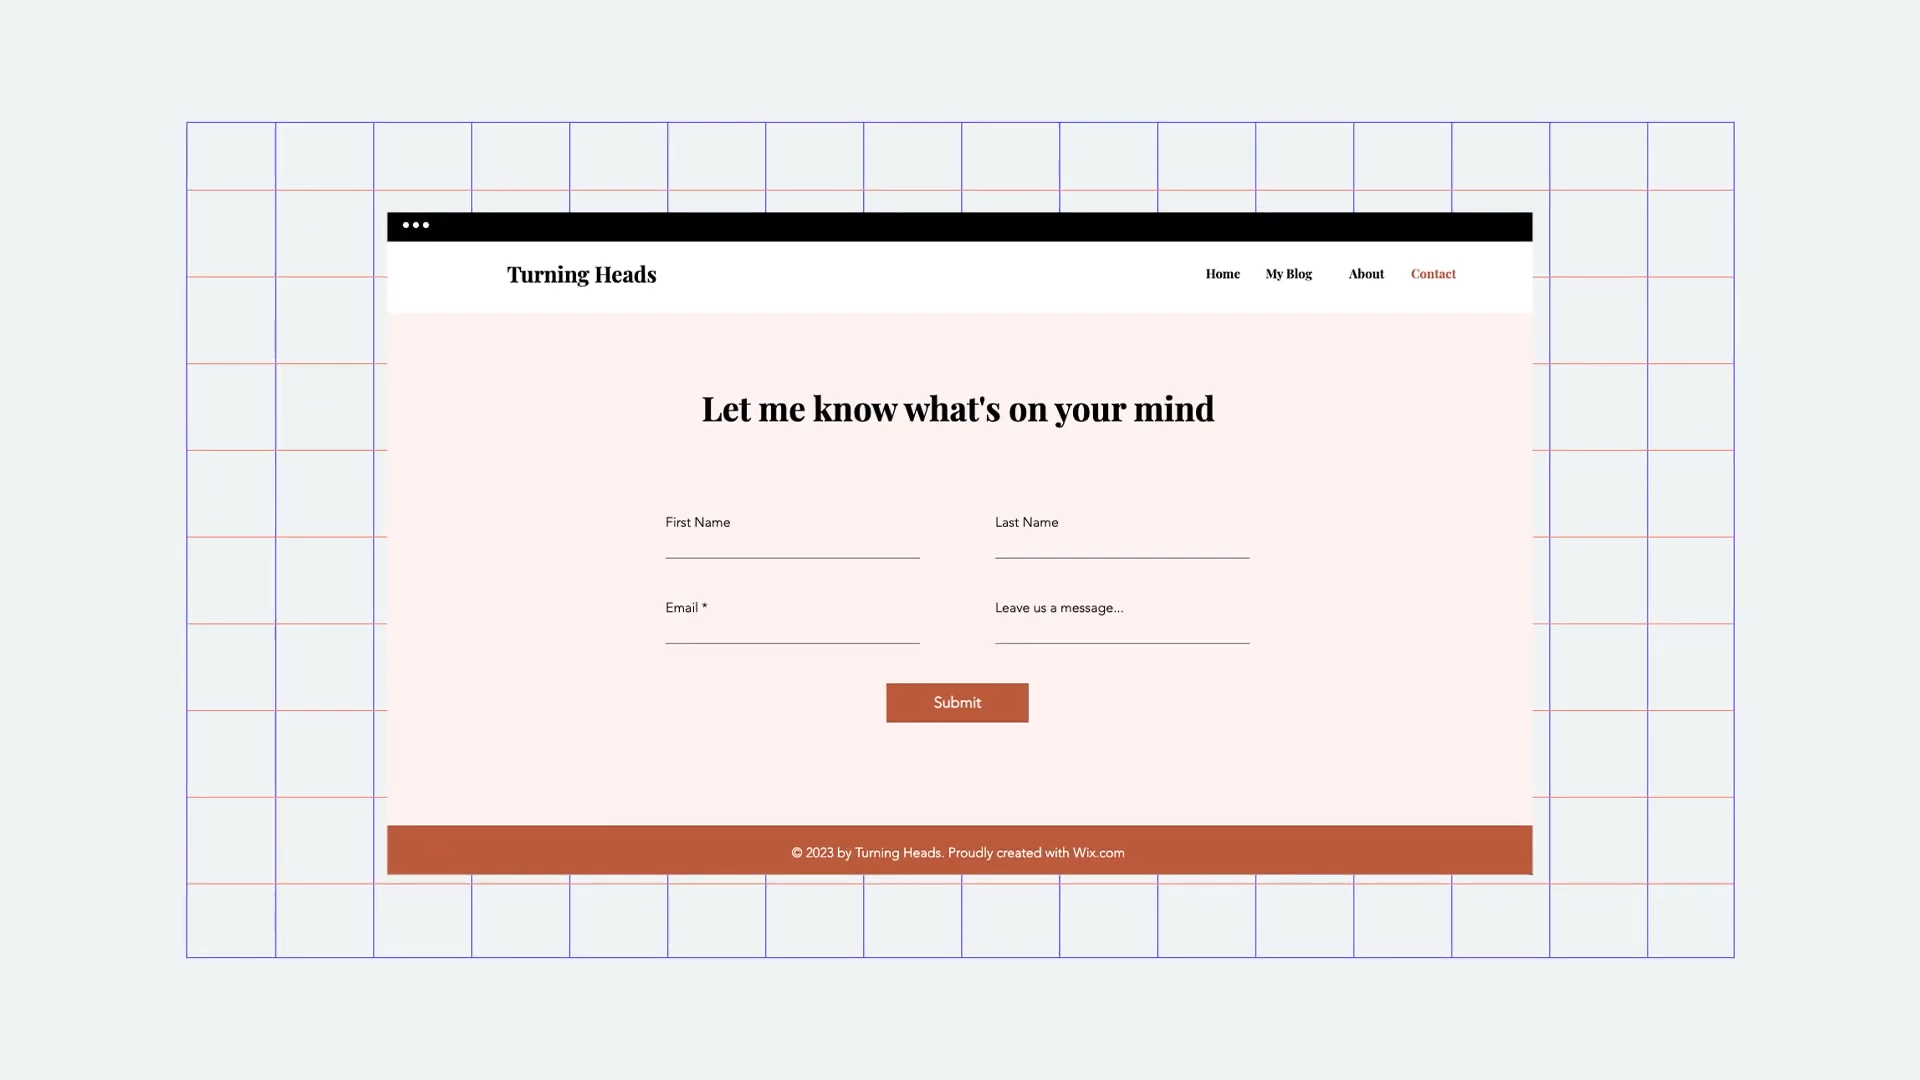 Turning Heads
Home My Blog About Contact
Let me know what's on your mind
First Name Last Name
Email * Leave us a message...
Submit
© 2023 by Turning Heads. Proudly created with Wix.com